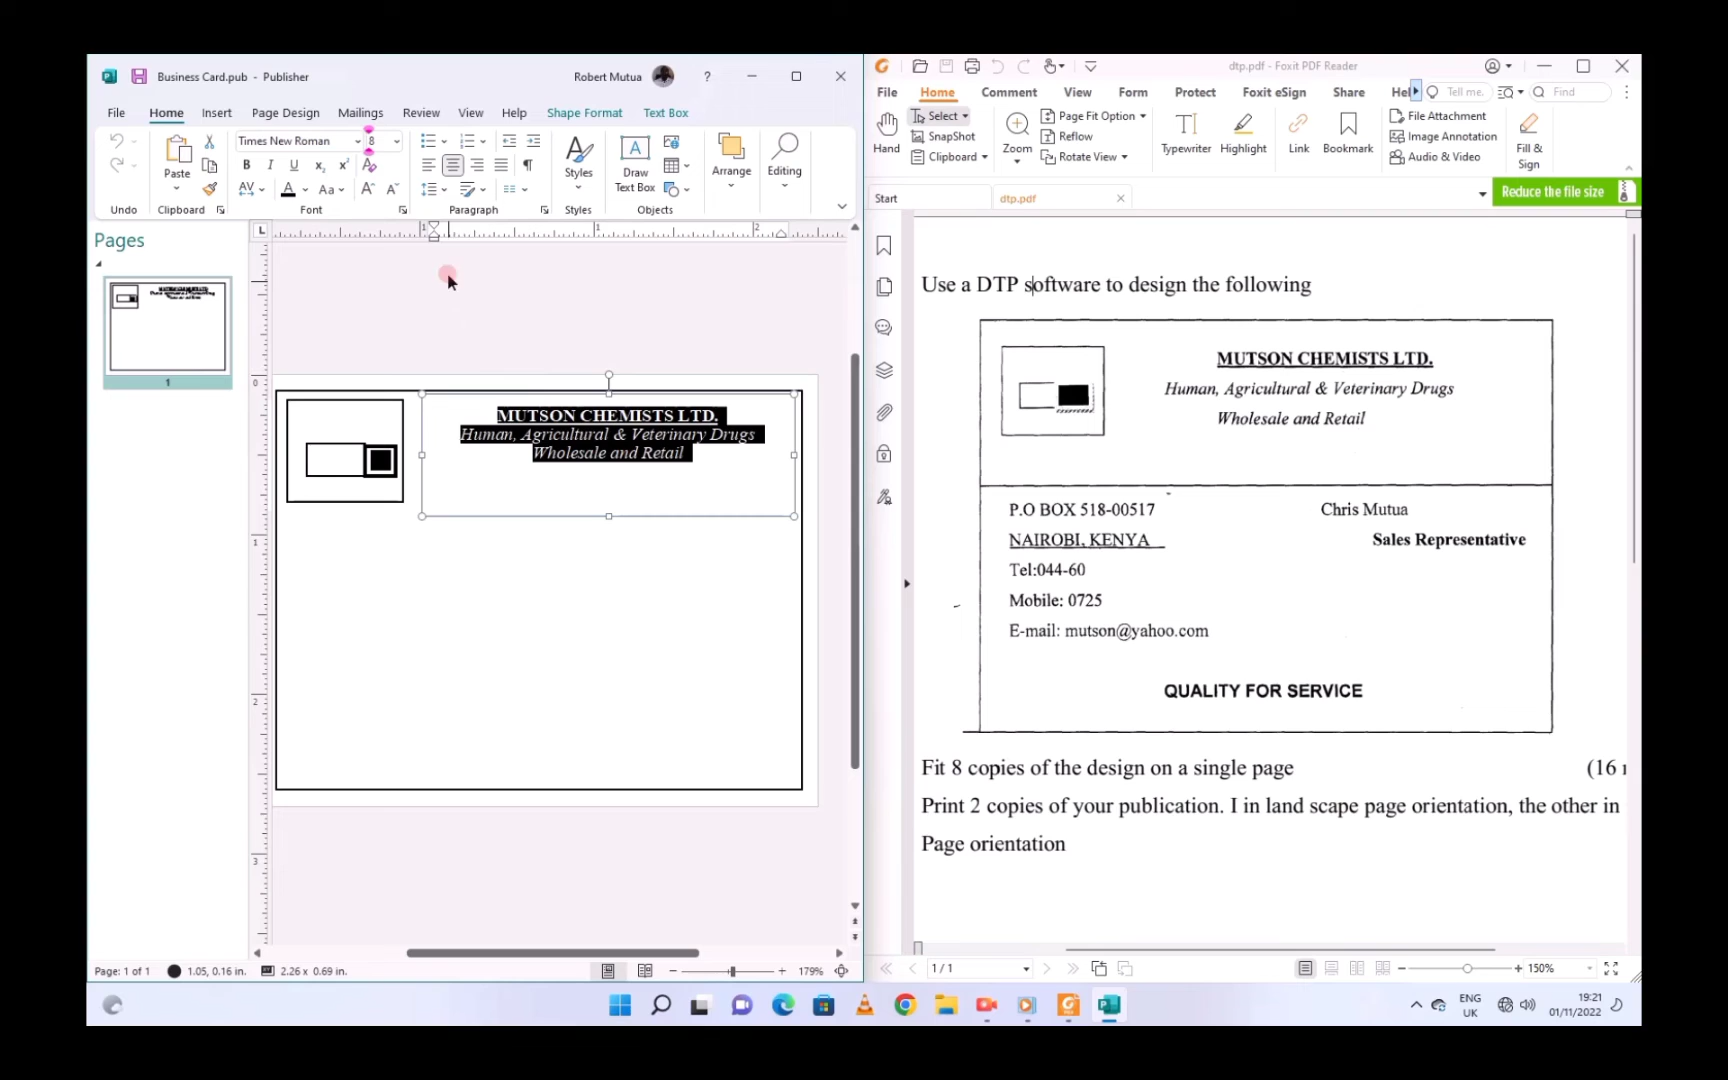 Business Card.pub - Publisher
Robert Mutua
?
File Home Insert Page Design Mailings Review View Help Shape Format Text Box
Times New Roman 8
Paste
Styles
Draw
Text Box
Arrange
Editing
Undo Clipboard Font Paragraph Styles Objects
Pages
1
MUTSON CHEMISTS LTD.
Human, Agricultural & Veterinary Drugs
Wholesale and Retail
Page: 1 of 1 1.05, 0.16 in. 2.26 x 0.69 in. 179%
dtp.pdf - Foxit PDF Reader
File Home Comment View Form Protect Foxit eSign Share Hel Tell me. Find
Hand
Select
SnapShot
Clipboard
Zoom
Page Fit Option
Reflow
Rotate View
Typewriter
Highlight
Link
Bookmark
File Attachment
Image Annotation
Audio & Video
Fill &
Sign
Start dtp.pdf
Reduce the file size
Use a DTP software to design the following
MUTSON CHEMISTS LTD.
Human, Agricultural & Veterinary Drugs
Wholesale and Retail
P.O BOX 518-00517 Chris Mutua
NAIROBI, KENYA Sales Representative
Tel:044-60
Mobile: 0725
E-mail: mutson@yahoo.com
QUALITY FOR SERVICE
Fit 8 copies of the design on a single page (16
Print 2 copies of your publication. I in land scape page orientation, the other in
Page orientation
1 / 1 150%
ENG
UK
19:21
01/11/2022